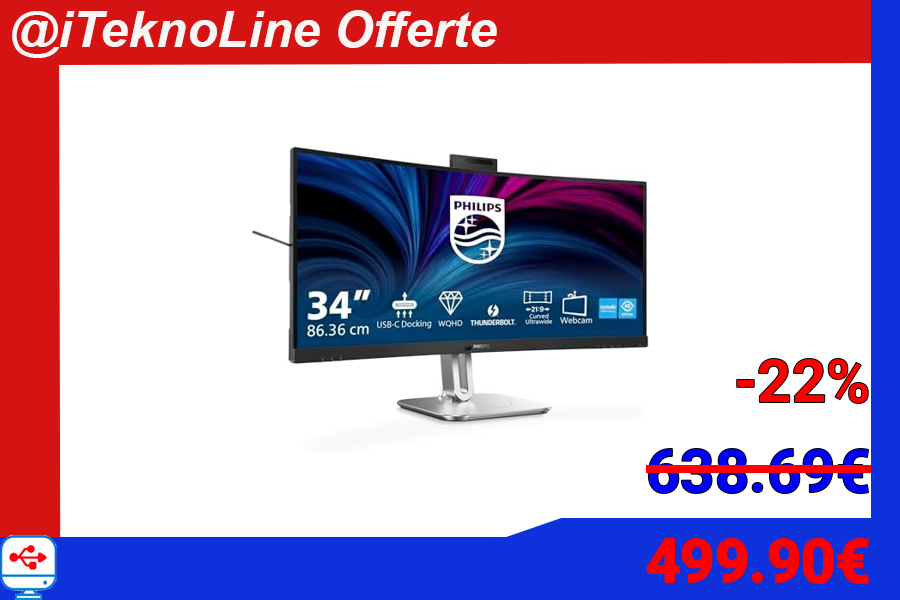 @iTeknoLine Offerte
PHILIPS
34”
86.36 cm
USB-C Docking
WQHD
THUNDERBOLT.
21:9
Curved
Ultrawide
Webcam
PHILIPS
-22%
638.69€
499.90€